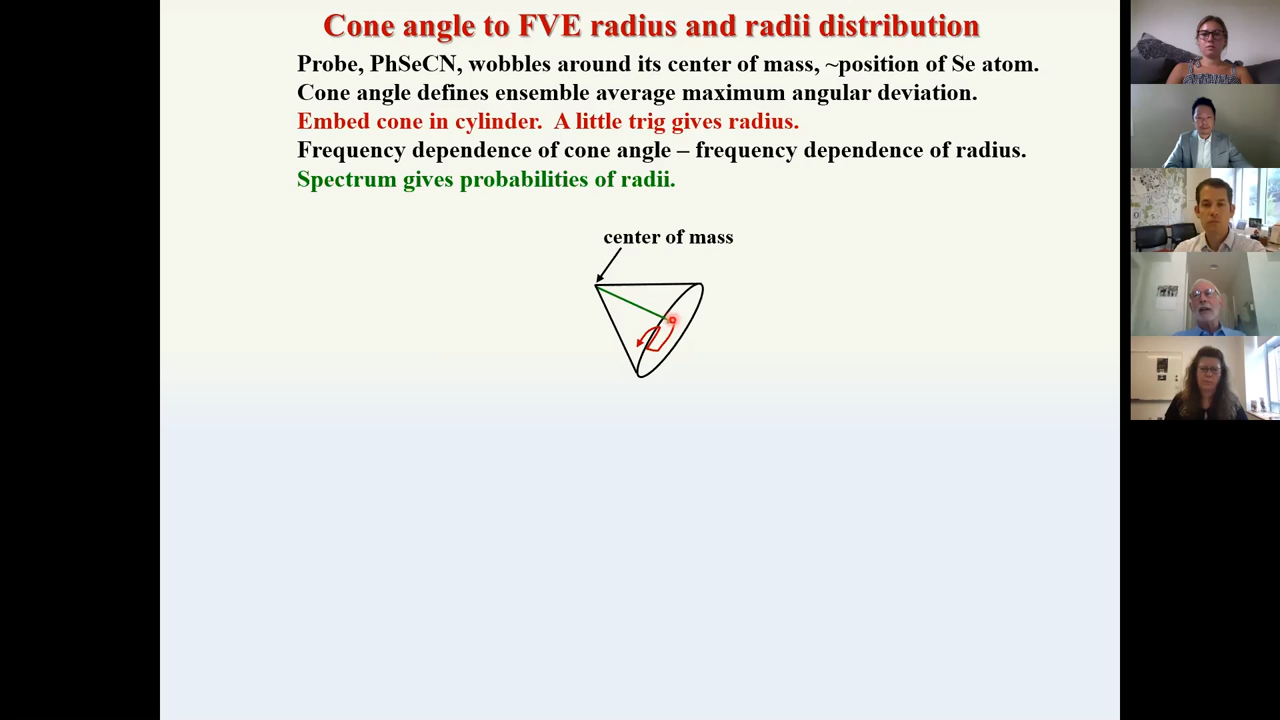 Cone angle to FVE radius and radii distribution
Probe, PhSeCN, wobbles around its center of mass, ~position of Se atom.
Cone angle defines ensemble average maximum angular deviation.
Embed cone in cylinder.  A little trig gives radius.
Frequency dependence of cone angle – frequency dependence of radius.
Spectrum gives probabilities of radii.
center of mass